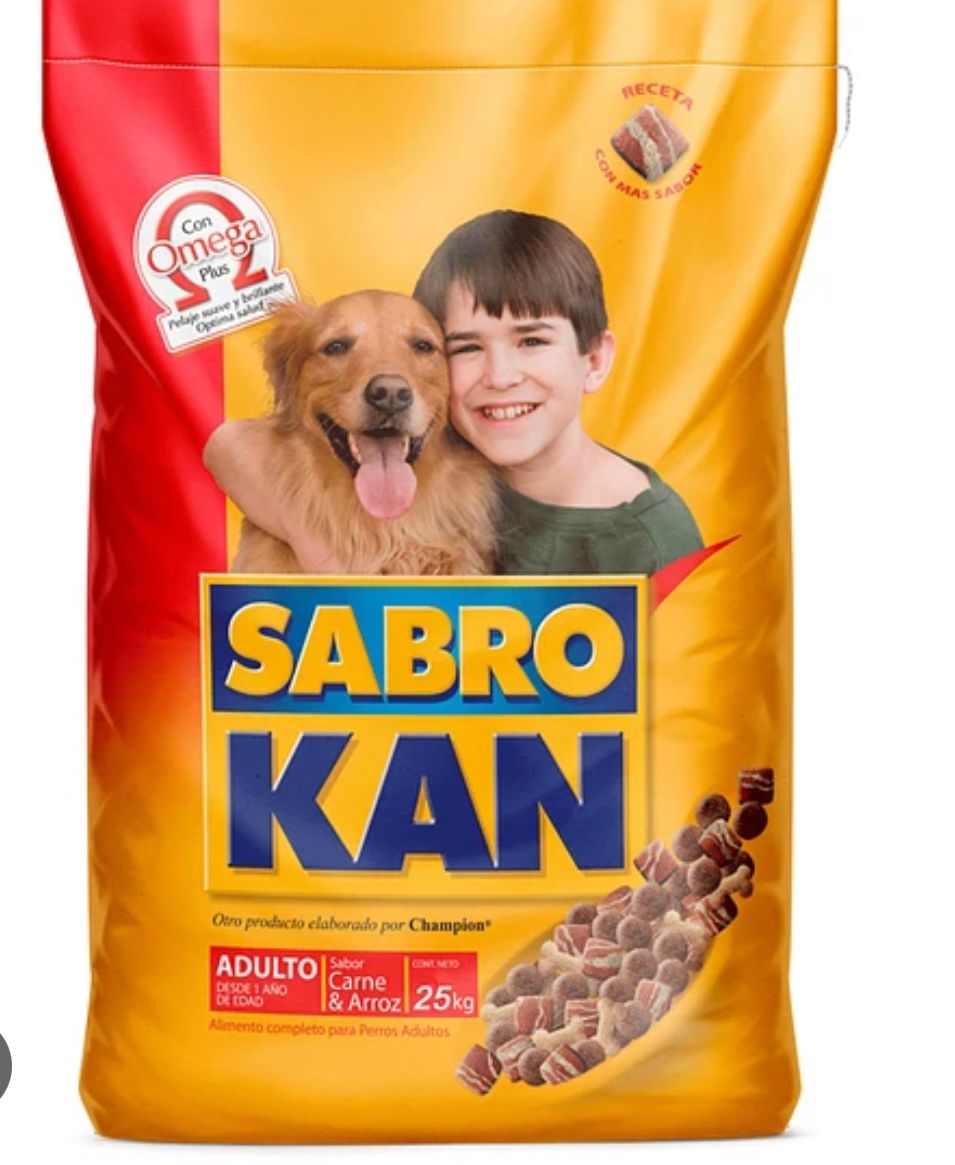 RECETA
CON MAS SABOR
Con
Omega
Plus
Pelaje suave y brillante
Optima salud
SABRO
KAN
Otro producto elaborado por Champion®
ADULTO
DESDE 1 AÑO
DE EDAD
Sabor
Carne
& Arroz
CONT. NETO
25kg
Alimento completo para Perros Adultos